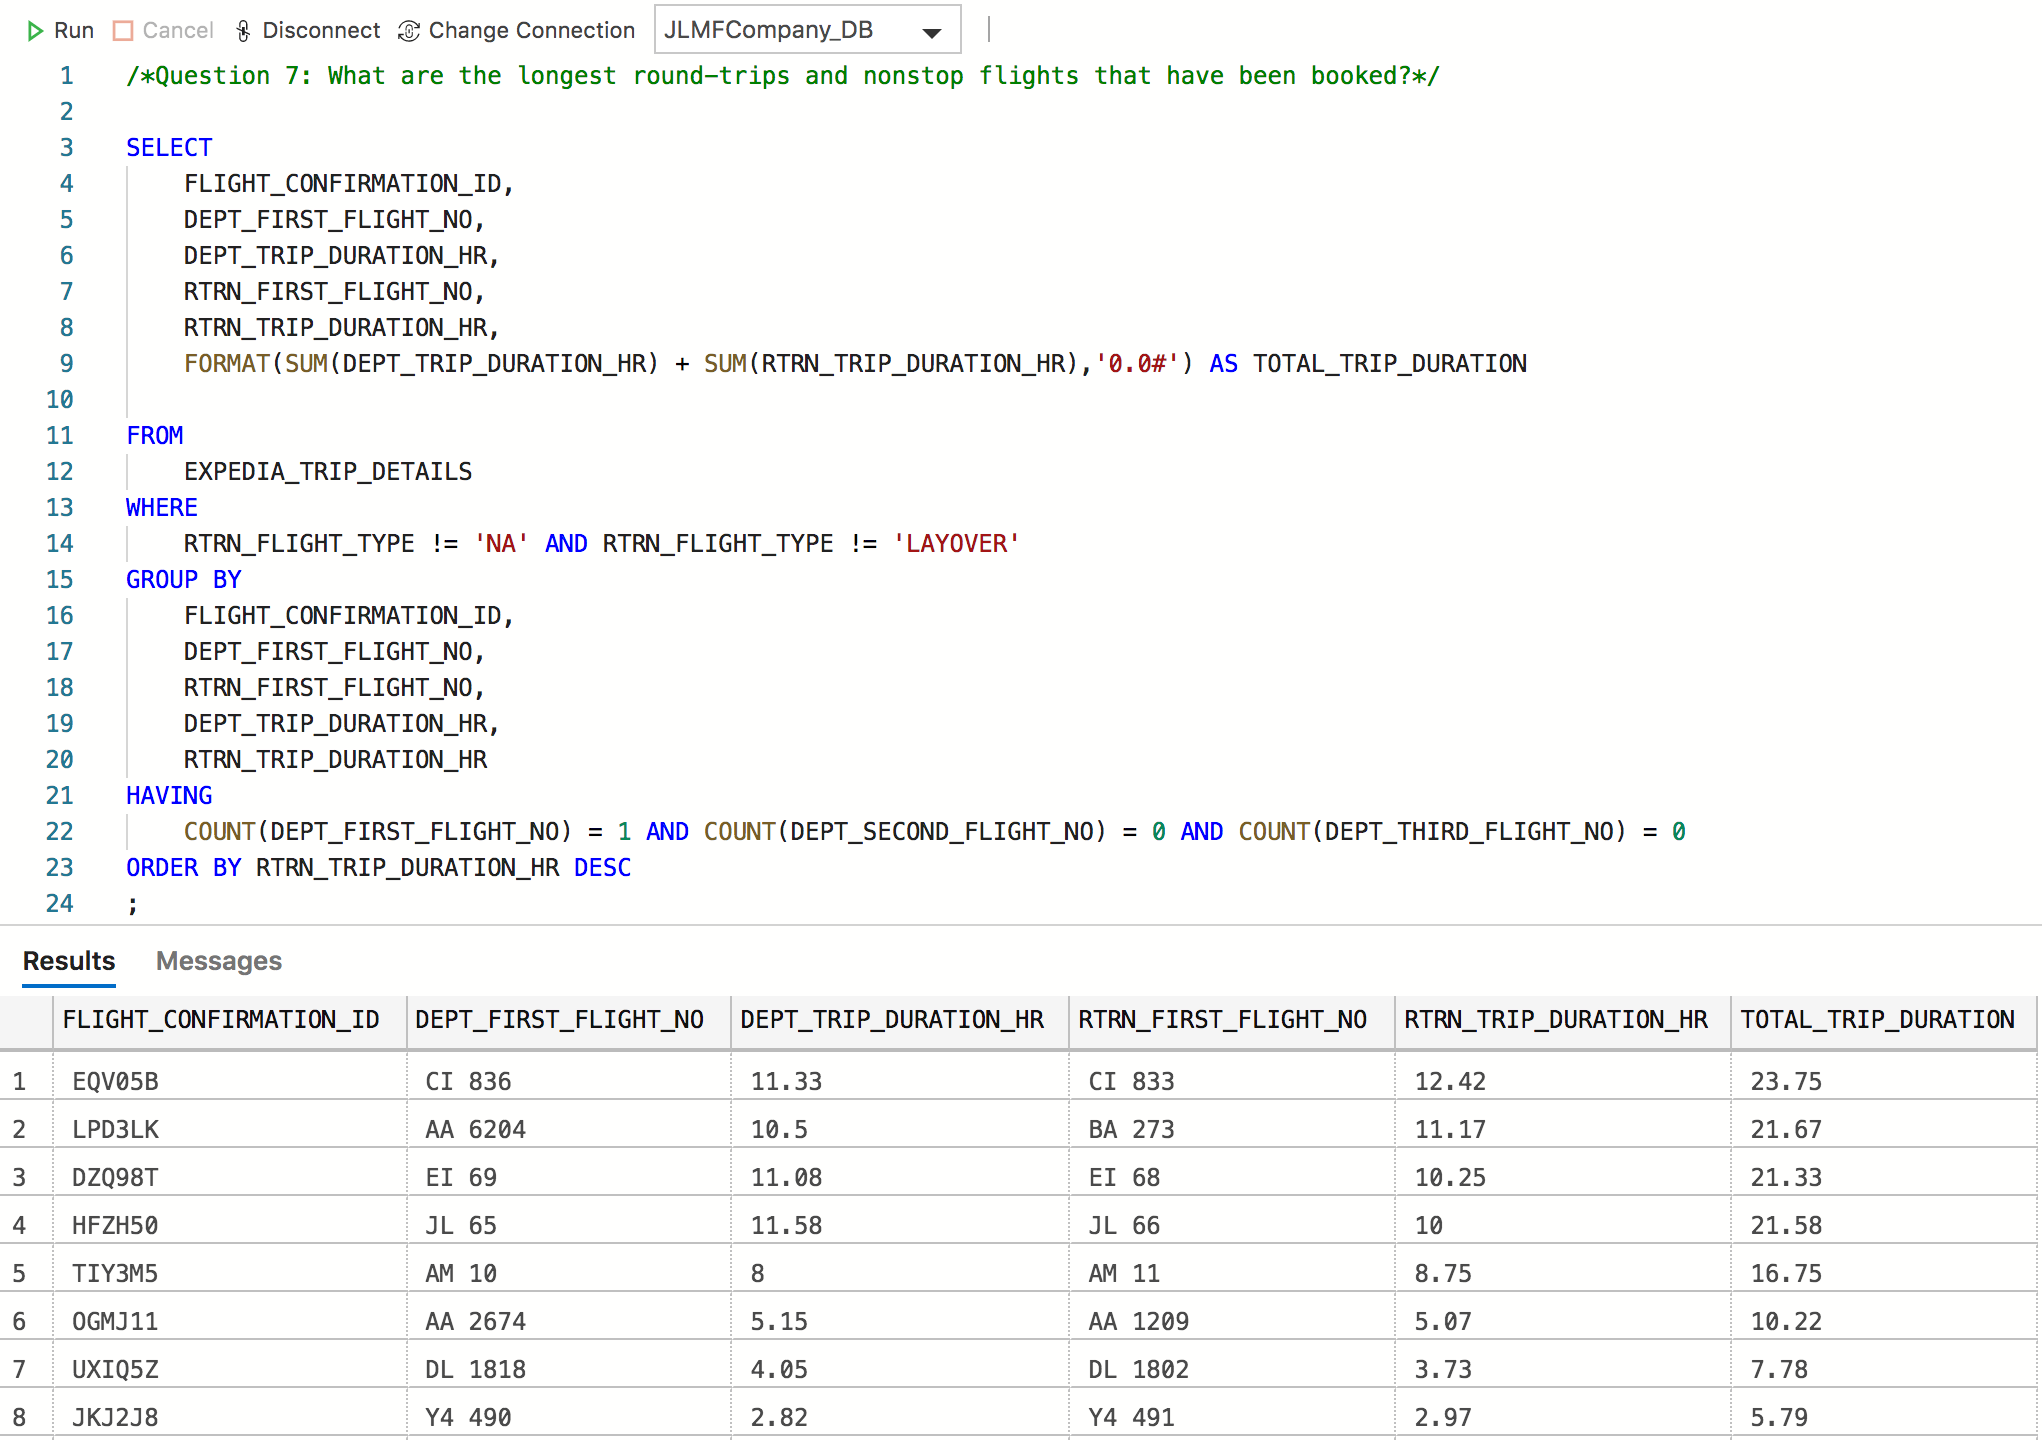 Run Cancel Disconnect Change Connection JLMFCompany_DB
1 /*Question 7: What are the longest round-trips and nonstop flights that have been booked?*/
2
3 SELECT
4 FLIGHT_CONFIRMATION_ID,
5 DEPT_FIRST_FLIGHT_NO,
6 DEPT_TRIP_DURATION_HR,
7 RTRN_FIRST_FLIGHT_NO,
8 RTRN_TRIP_DURATION_HR,
9 FORMAT(SUM(DEPT_TRIP_DURATION_HR) + SUM(RTRN_TRIP_DURATION_HR),'0.0#') AS TOTAL_TRIP_DURATION
10
11 FROM
12 EXPEDIA_TRIP_DETAILS
13 WHERE
14 RTRN_FLIGHT_TYPE != 'NA' AND RTRN_FLIGHT_TYPE != 'LAYOVER'
15 GROUP BY
16 FLIGHT_CONFIRMATION_ID,
17 DEPT_FIRST_FLIGHT_NO,
18 RTRN_FIRST_FLIGHT_NO,
19 DEPT_TRIP_DURATION_HR,
20 RTRN_TRIP_DURATION_HR
21 HAVING
22 COUNT(DEPT_FIRST_FLIGHT_NO) = 1 AND COUNT(DEPT_SECOND_FLIGHT_NO) = 0 AND COUNT(DEPT_THIRD_FLIGHT_NO) = 0
23 ORDER BY RTRN_TRIP_DURATION_HR DESC
24 ;
Results Messages
FLIGHT_CONFIRMATION_ID DEPT_FIRST_FLIGHT_NO DEPT_TRIP_DURATION_HR RTRN_FIRST_FLIGHT_NO RTRN_TRIP_DURATION_HR TOTAL_TRIP_DURATION
1 EQV05B CI 836 11.33 CI 833 12.42 23.75
2 LPD3LK AA 6204 10.5 BA 273 11.17 21.67
3 DZQ98T EI 69 11.08 EI 68 10.25 21.33
4 HFZH50 JL 65 11.58 JL 66 10 21.58
5 TIY3M5 AM 10 8 AM 11 8.75 16.75
6 OGMJ11 AA 2674 5.15 AA 1209 5.07 10.22
7 UXIQ5Z DL 1818 4.05 DL 1802 3.73 7.78
8 JKJ2J8 Y4 490 2.82 Y4 491 2.97 5.79